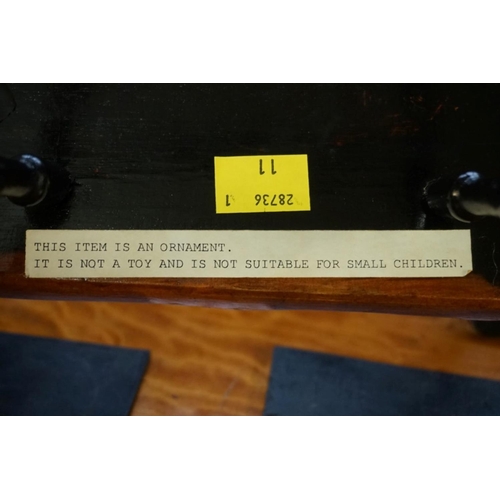 11
28736 1
THIS ITEM IS AN ORNAMENT.
IT IS NOT A TOY AND IS NOT SUITABLE FOR SMALL CHILDREN.